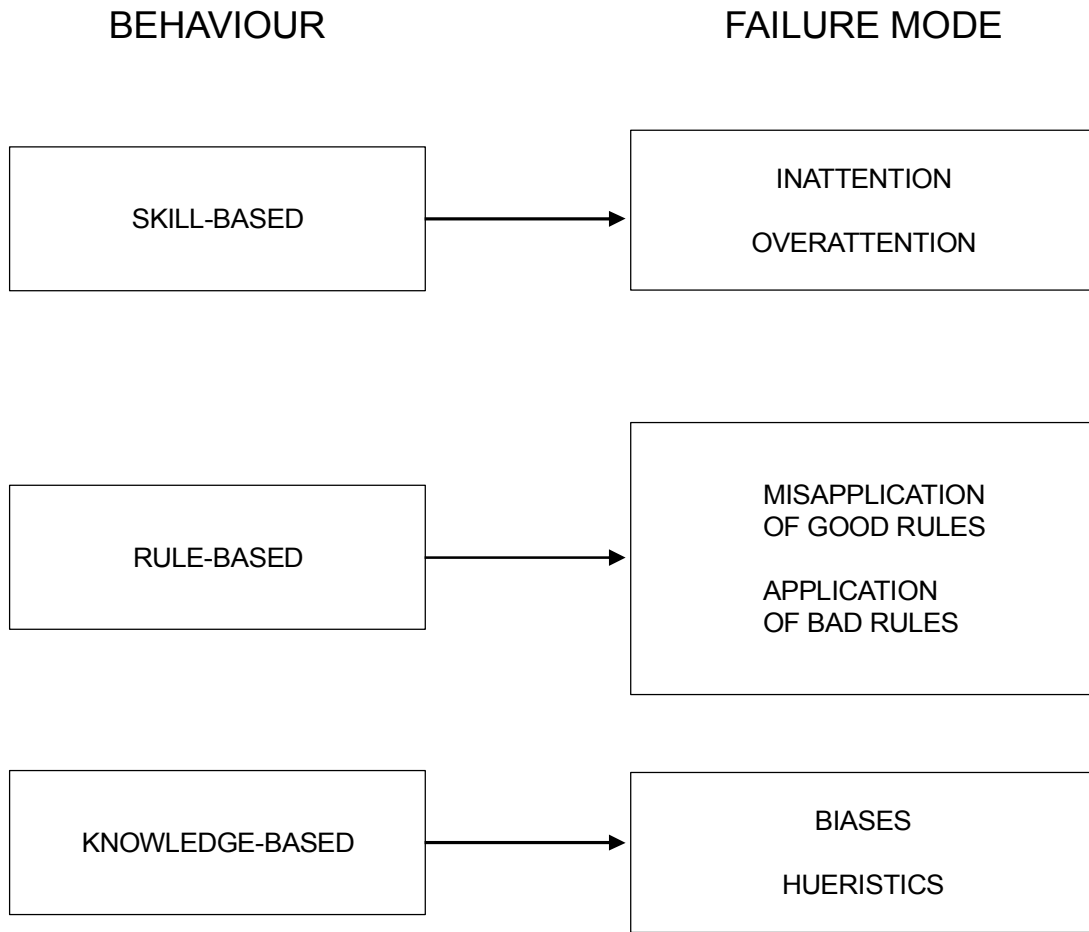 BEHAVIOUR
FAILURE MODE
SKILL-BASED
INATTENTION
OVERATTENTION
RULE-BASED
MISAPPLICATION
OF GOOD RULES
APPLICATION
OF BAD RULES
KNOWLEDGE-BASED
BIASES
HUERISTICS